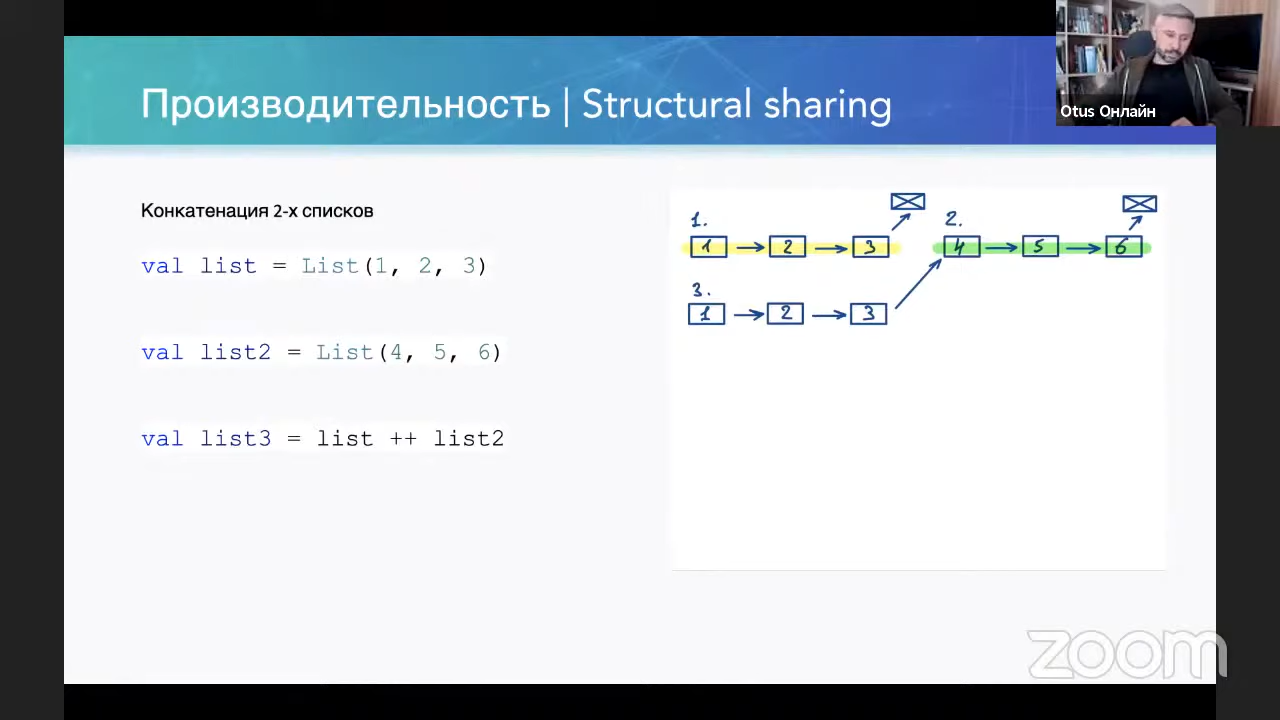 Производительность | Structural sharing
Otus Онлайн
Конкатенация 2-х списков
val list = List(1, 2, 3)
val list2 = List(4, 5, 6)
val list3 = list ++ list2
1.
1 2 3
2.
4 5 6
3.
1 2 3
zoom